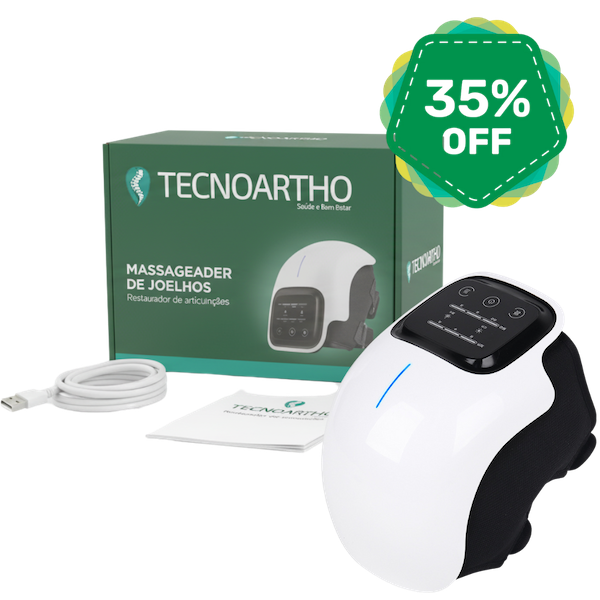 35%
OFF
TECNOARTHO
Saúde e Bem Estar
MASSAGEADER
DE JOELHOS
Restaurador de articuinções
TECNOARTHO
TECNOARTHO